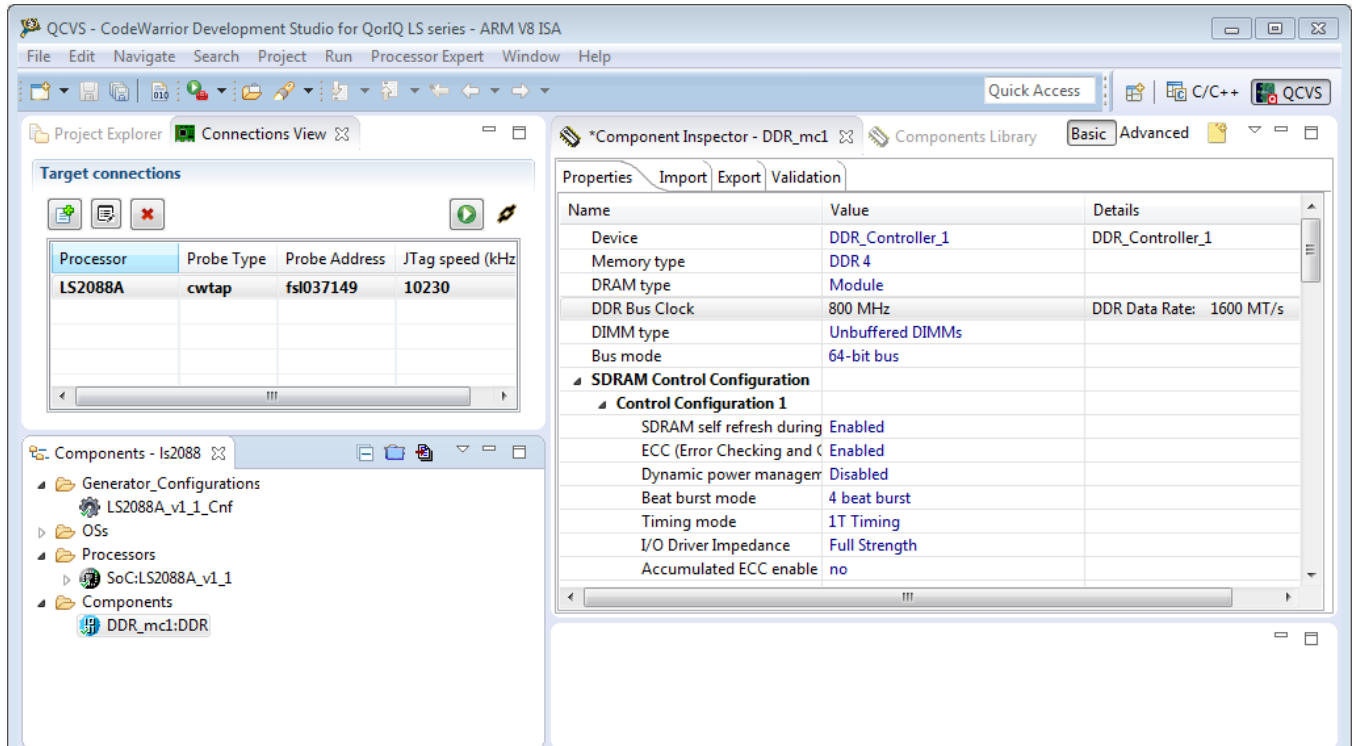 QCVS - CodeWarrior Development Studio for QorIQ LS series - ARM V8 ISA
File Edit Navigate Search Project Run Processor Expert Window Help
Quick Access C/C++ QCVS
Project Explorer Connections View
Target connections
Processor Probe Type Probe Address JTag speed (kHz
LS2088A cwtap fsl037149 10230
Components - ls2088
Generator_Configurations
LS2088A_v1_1_Cnf
OSs
Processors
SoC:LS2088A_v1_1
Components
DDR_mc1:DDR
*Component Inspector - DDR_mc1 Components Library Basic Advanced
Properties Import Export Validation
Name Value Details
Device DDR_Controller_1 DDR_Controller_1
Memory type DDR 4
DRAM type Module
DDR Bus Clock 800 MHz DDR Data Rate: 1600 MT/s
DIMM type Unbuffered DIMMs
Bus mode 64-bit bus
SDRAM Control Configuration
Control Configuration 1
SDRAM self refresh during Enabled
ECC (Error Checking and Enabled
Dynamic power managem Disabled
Beat burst mode 4 beat burst
Timing mode 1T Timing
I/O Driver Impedance Full Strength
Accumulated ECC enable no